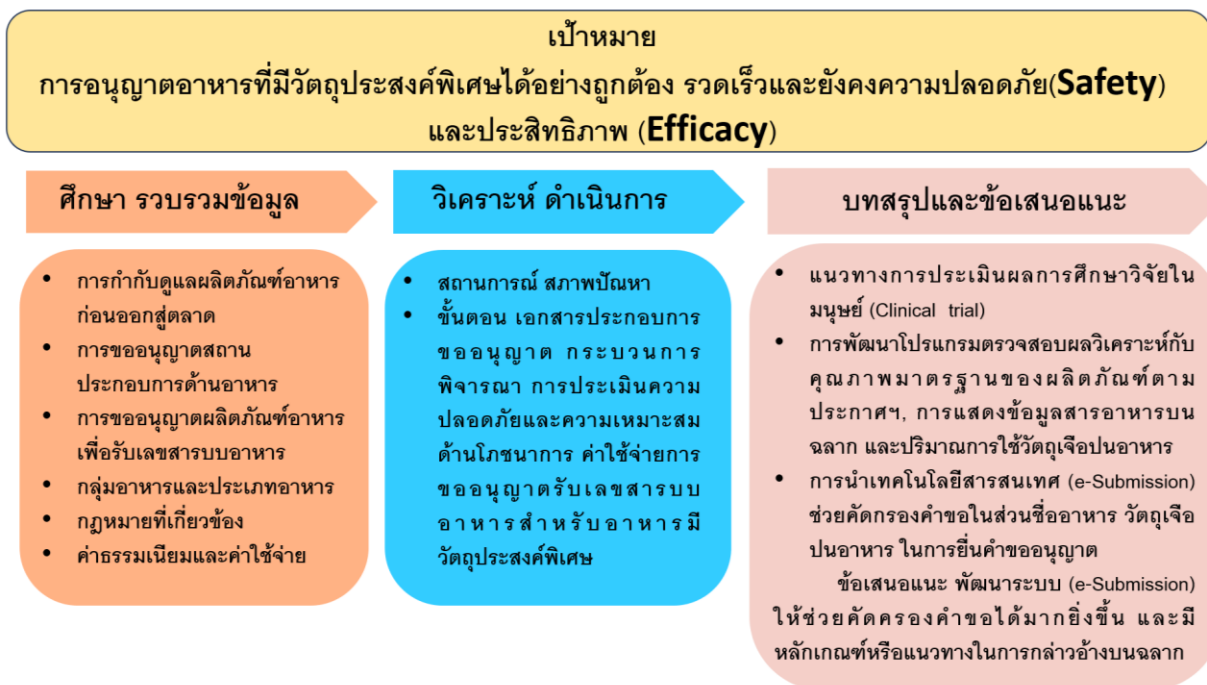 เป้าหมาย
การอนุญาตอาหารที่มีวัตถุประสงค์พิเศษได้อย่างถูกต้อง รวดเร็วและยังคงความปลอดภัย(Safety)
และประสิทธิภาพ (Efficacy)
ศึกษา รวบรวมข้อมูล
• การกำกับดูแลผลิตภัณฑ์อาหาร
ก่อนออกสู่ตลาด
• การขออนุญาตสถาน
ประกอบการด้านอาหาร
• การขออนุญาตผลิตภัณฑ์อาหาร
เพื่อรับเลขสารบบอาหาร
• กลุ่มอาหารและประเภทอาหาร
• กฎหมายที่เกี่ยวข้อง
• ค่าธรรมเนียมและค่าใช้จ่าย
วิเคราะห์ ดำเนินการ
• สถานการณ์ สภาพปัญหา
• ขั้นตอน เอกสารประกอบการ
ขออนุญาต กระบวนการ
พิจารณา การประเมินความ
ปลอดภัยและความเหมาะสม
ด้านโภชนาการ ค่าใช้จ่ายการ
ขออนุญาตรับเลขสารบบ
อาหารสำหรับอาหารมี
วัตถุประสงค์พิเศษ
บทสรุปและข้อเสนอแนะ
• แนวทางการประเมินผลการศึกษาวิจัยใน
มนุษย์ (Clinical trial)
• การพัฒนาโปรแกรมตรวจสอบผลวิเคราะห์กับ
คุณภาพมาตรฐานของผลิตภัณฑ์ตาม
ประกาศฯ, การแสดงข้อมูลสารอาหารบน
ฉลาก และปริมาณการใช้วัตถุเจือปนอาหาร
• การนำเทคโนโลยีสารสนเทศ (e-Submission)
ช่วยคัดกรองคำขอในส่วนชื่ออาหาร วัตถุเจือ
ปนอาหาร ในการยื่นคำขออนุญาต
ข้อเสนอแนะ พัฒนาระบบ (e-Submission)
ให้ช่วยคัดครองคำขอได้มากยิ่งขึ้น และมี
หลักเกณฑ์หรือแนวทางในการกล่าวอ้างบนฉลาก